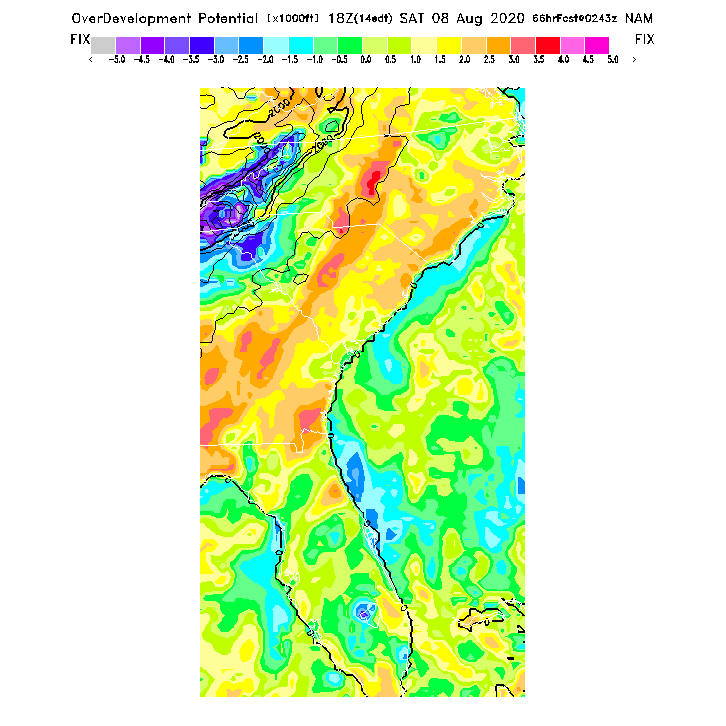 OverDevelopment Potential [x1000ft] 18Z(14edt) SAT 08 Aug 2020 66hrFcst@0243z NAM
FIX FIX
< -5.0 -4.5 -4.0 -3.5 -3.0 -2.5 -2.0 -1.5 -1.0 -0.5 0.0 0.5 1.0 1.5 2.0 2.5 3.0 3.5 4.0 4.5 5.0 >
2000